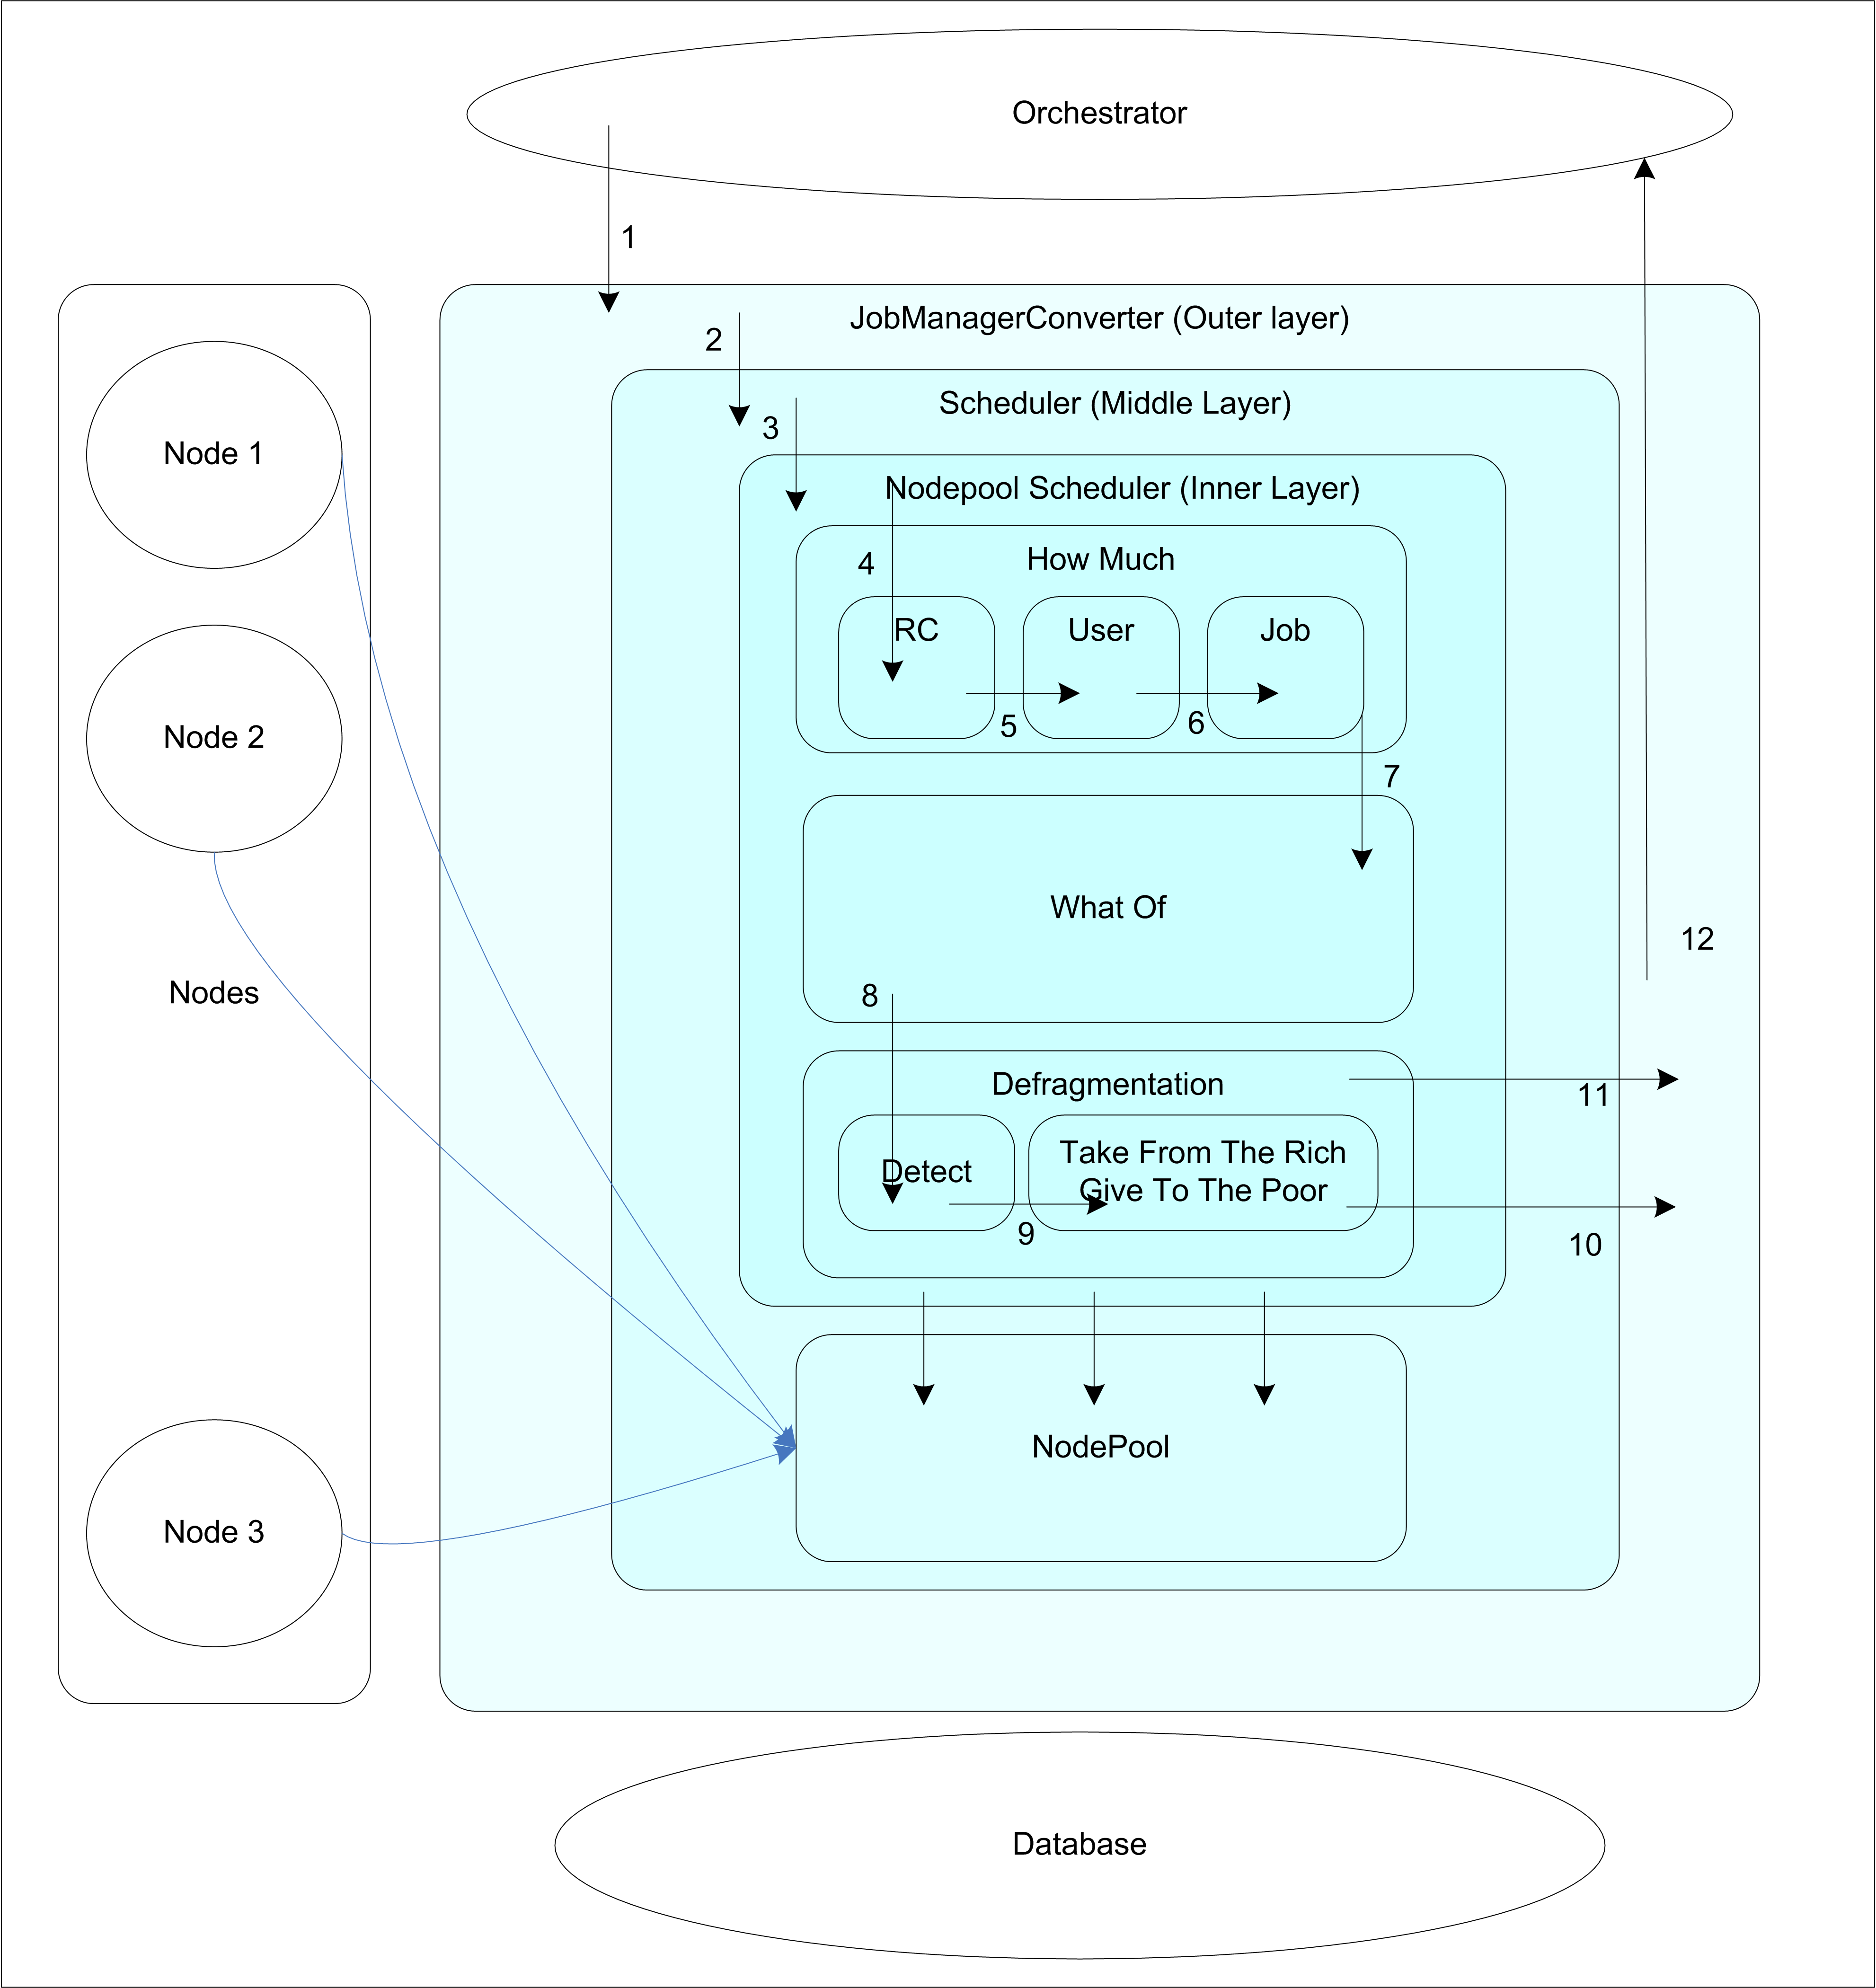 Orchestrator
1
JobManagerConverter (Outer layer)
2
Scheduler (Middle Layer)
3
Node 1
Nodepool Scheduler (Inner Layer)
How Much
4
RC
User
Job
5
6
Node 2
7
What Of
12
Nodes
8
Defragmentation
11
Detect
Take From The Rich
Give To The Poor
9
10
NodePool
Node 3
Database